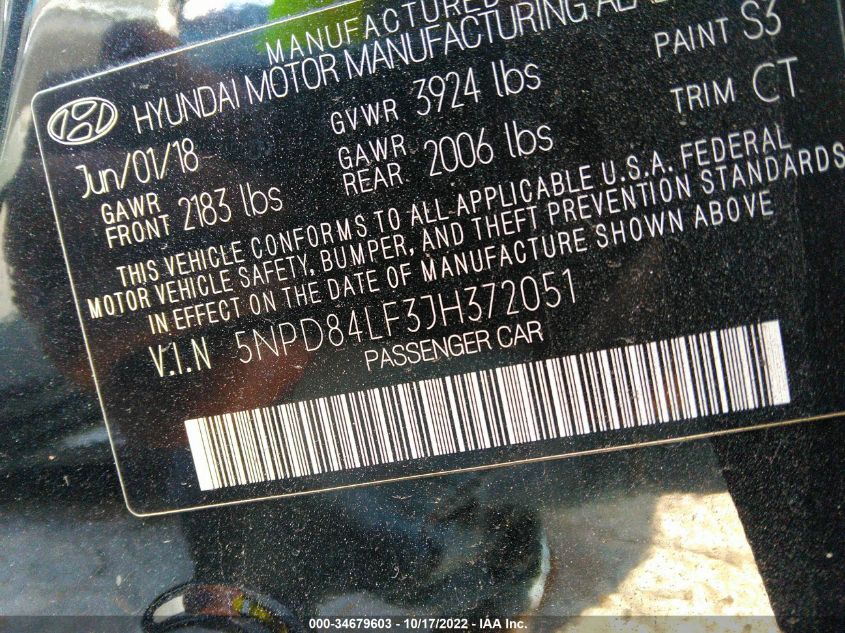 MANUFACTURED
HYUNDAI MOTOR MANUFACTURING
Jun/01/18 GVWR 3924 lbs PAINT S3
GAWR FRONT 2183 lbs GAWR REAR 2006 lbs TRIM CT
THIS VEHICLE CONFORMS TO ALL APPLICABLE U.S.A. FEDERAL
MOTOR VEHICLE SAFETY, BUMPER, AND THEFT PREVENTION STANDARDS
IN EFFECT ON THE DATE OF MANUFACTURE SHOWN ABOVE
V.I.N 5NPD84LF3JH372051
PASSENGER CAR
000-34679603 - 10/17/2022 - IAA Inc.